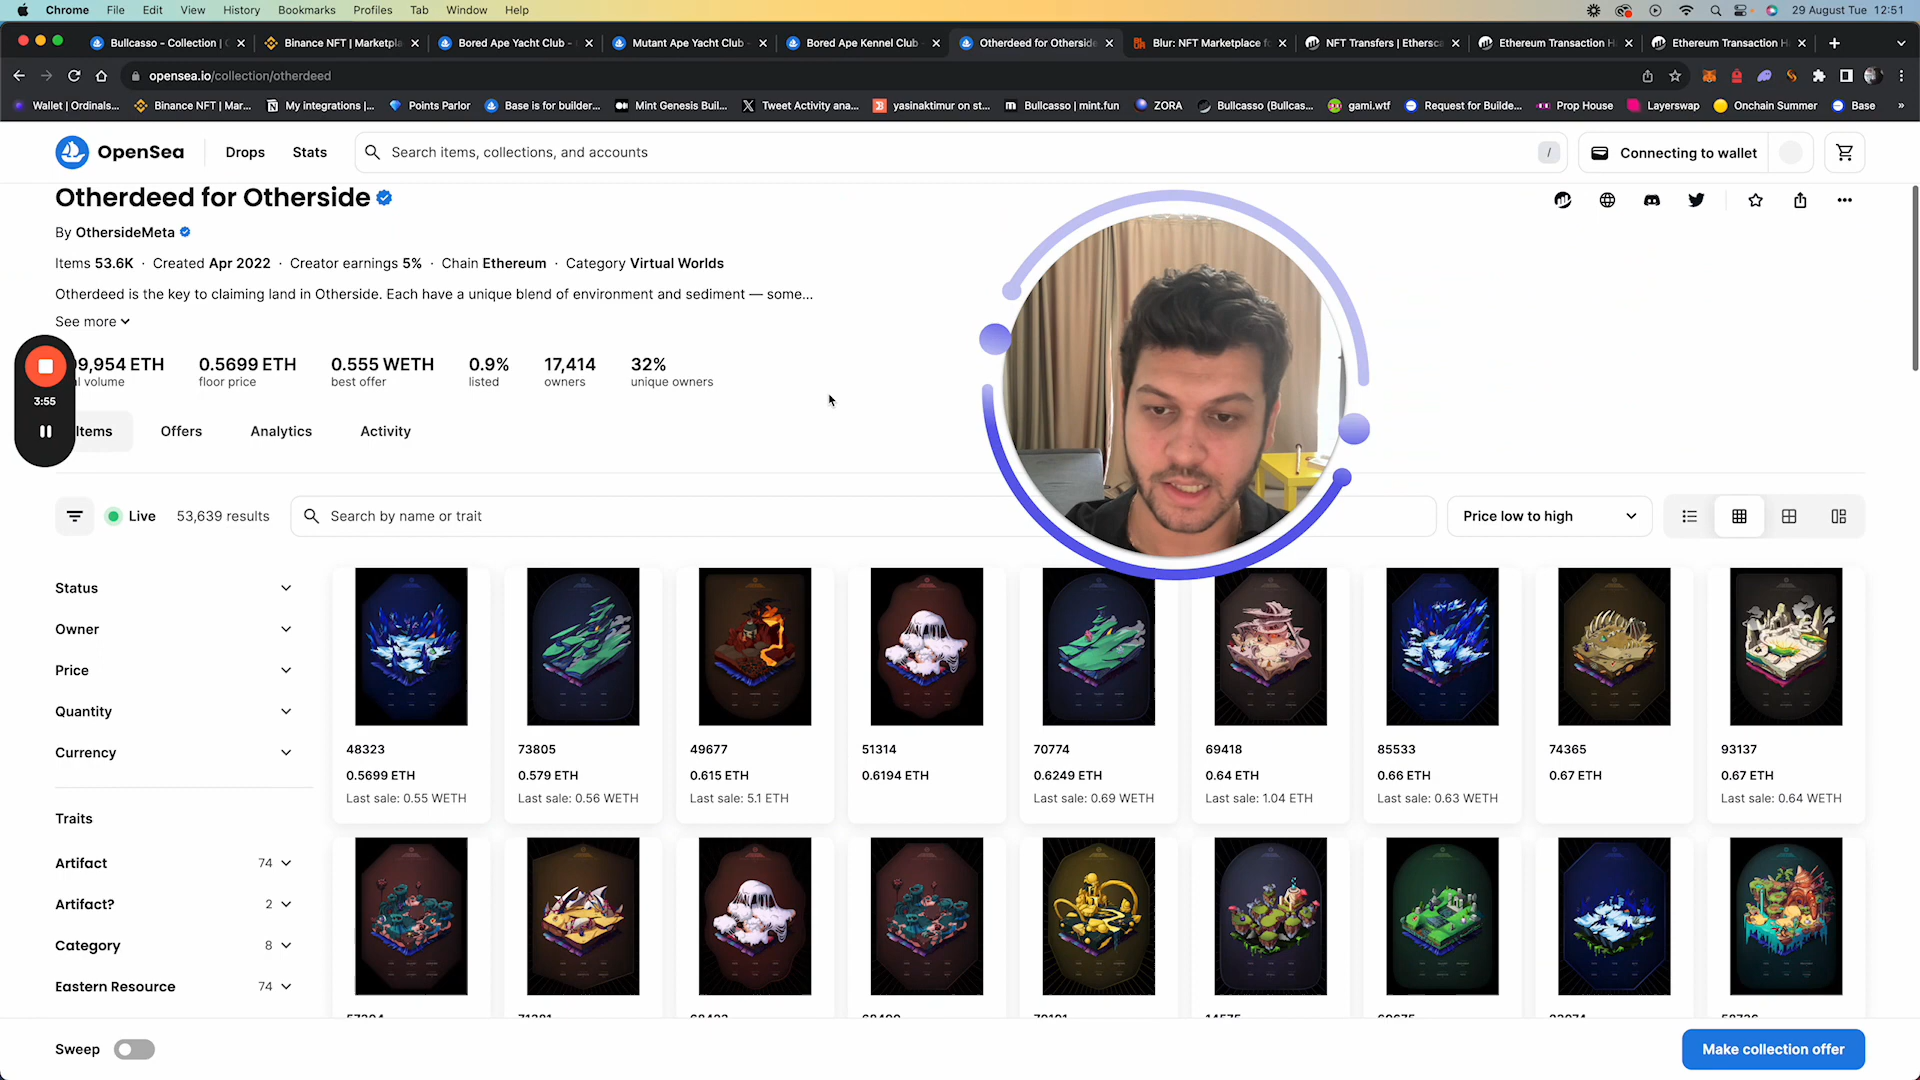 Chrome File Edit View History Bookmarks Profiles Tab Window Help 29 August Tue 12:51
Bullcasso - Collection | Binance NFT | Marketpla Bored Ape Yacht Club - Mutant Ape Yacht Club - Bored Ape Kennel Club Otherdeed for Otherside Blur: NFT Marketplace fo NFT Transfers | Ethersca Ethereum Transaction H Ethereum Transaction H
opensea.io/collection/otherdeed
Wallet | Ordinals... Binance NFT | Mar... My integrations |... Points Parlor Base is for builder... Mint Genesis Buil... Tweet Activity ana... yasinaktimur on st... Bullcasso | mint.fun Bullcasso (Bullcas... ZORA gami.wtf Request for Builde... Prop House Layerswap Onchain Summer Base »
OpenSea Drops Stats Search items, collections, and accounts / Connecting to wallet
Otherdeed for Otherside
By OthersideMeta
Items 53.6K · Created Apr 2022 · Creator earnings 5% · Chain Ethereum · Category Virtual Worlds
Otherdeed is the key to claiming land in Otherside. Each have a unique blend of environment and sediment — some...
See more
9,954 ETH 0.5699 ETH 0.555 WETH 0.9% 17,414 32%
l volume floor price best offer listed owners unique owners
3:55
Items Offers Analytics Activity
Live 53,639 results Search by name or trait Price low to high
Status
Owner
Price
Quantity
Currency
Traits
Artifact 74
Artifact? 2
Category 8
Eastern Resource 74
48323 73805 49677 51314 70774 69418 85533 74365 93137
0.5699 ETH 0.579 ETH 0.615 ETH 0.6194 ETH 0.6249 ETH 0.64 ETH 0.66 ETH 0.67 ETH 0.67 ETH
Last sale: 0.55 WETH Last sale: 0.56 WETH Last sale: 5.1 ETH Last sale: 0.69 WETH Last sale: 1.04 ETH Last sale: 0.63 WETH Last sale: 0.64 WETH
Sweep Make collection offer